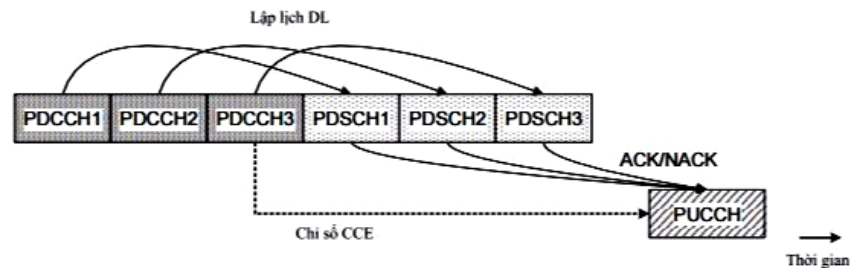 Lập lịch DL
PDCCH1 PDCCH2 PDCCH3 PDSCH1 PDSCH2 PDSCH3
ACK/NACK
PUCCH
Chỉ số CCE
Thời gian